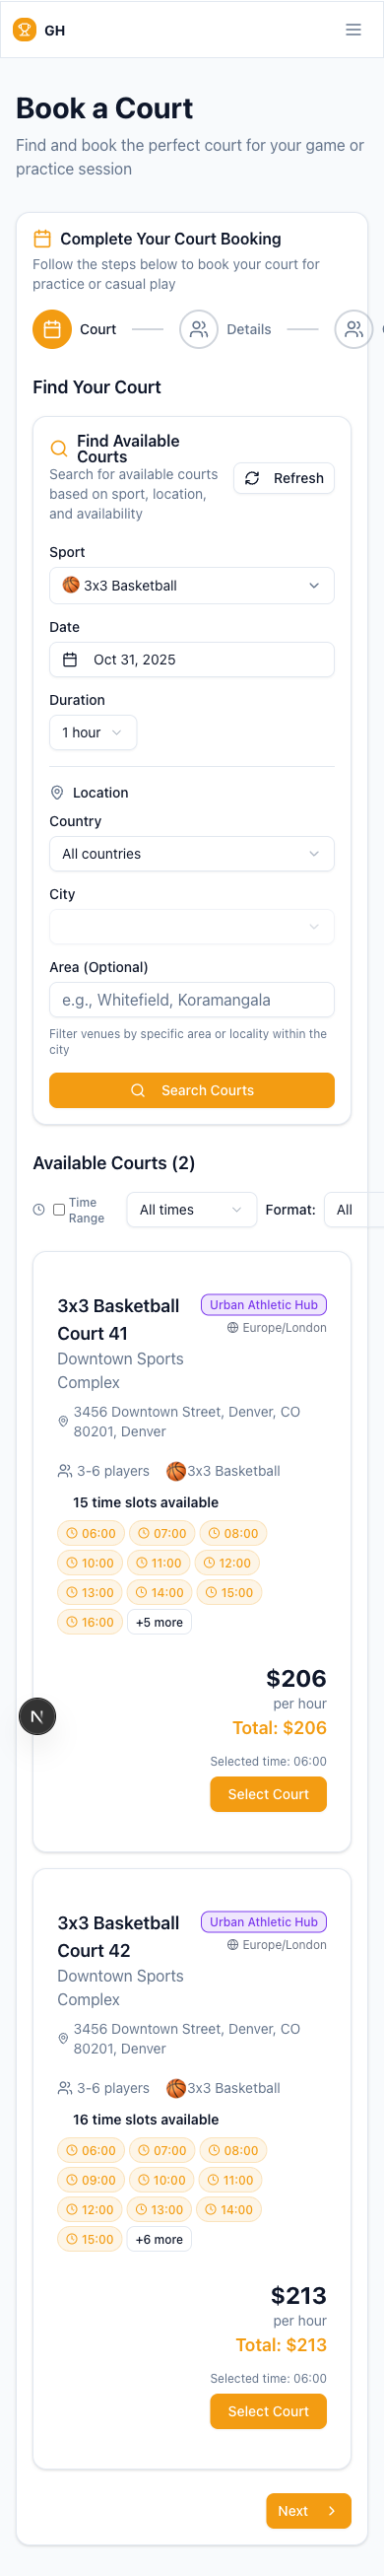 GH
Book a Court
Find and book the perfect court for your game or
practice session
Complete Your Court Booking
Follow the steps below to book your court for
practice or casual play
Court
Details
Find Your Court
Find Available
Courts
Search for available courts
based on sport, location,
and availability
Refresh
Sport
3x3 Basketball
Date
Oct 31, 2025
Duration
1 hour
Location
Country
All countries
City
Area (Optional)
e.g., Whitefield, Koramangala
Filter venues by specific area or locality within the
city
Search Courts
Available Courts (2)
Time
Range
All times
Format:
All
3x3 Basketball
Court 41
Urban Athletic Hub
Europe/London
Downtown Sports
Complex
3456 Downtown Street, Denver, CO
80201, Denver
3-6 players 3x3 Basketball
15 time slots available
06:00 07:00 08:00
10:00 11:00 12:00
13:00 14:00 15:00
16:00 +5 more
$206
per hour
N
Total: $206
Selected time: 06:00
Select Court
3x3 Basketball
Court 42
Urban Athletic Hub
Europe/London
Downtown Sports
Complex
3456 Downtown Street, Denver, CO
80201, Denver
3-6 players 3x3 Basketball
16 time slots available
06:00 07:00 08:00
09:00 10:00 11:00
12:00 13:00 14:00
15:00 +6 more
$213
per hour
Total: $213
Selected time: 06:00
Select Court
Next